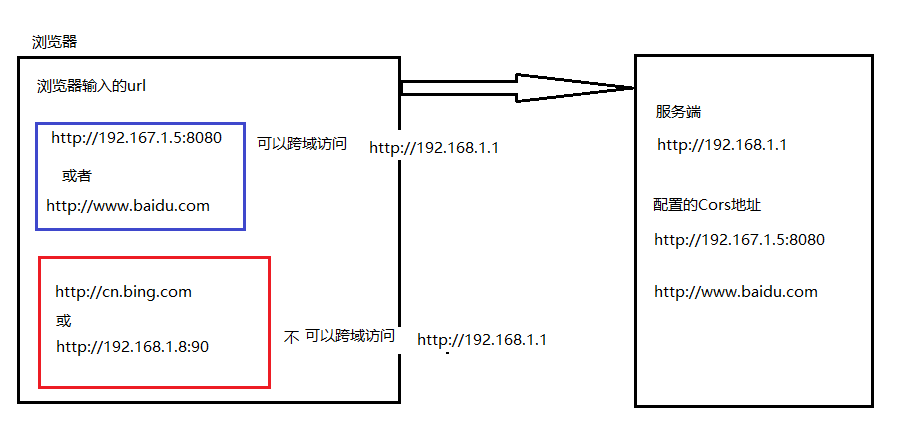 浏览器
浏览器输入的url
http://192.167.1.5:8080
或者
http://www.baidu.com
可以跨域访问
http://192.168.1.1
http://cn.bing.com
或
http://192.168.1.8:90
不 可以跨域访问
http://192.168.1.1
服务端
http://192.168.1.1
配置的Cors地址
http://192.167.1.5:8080
http://www.baidu.com